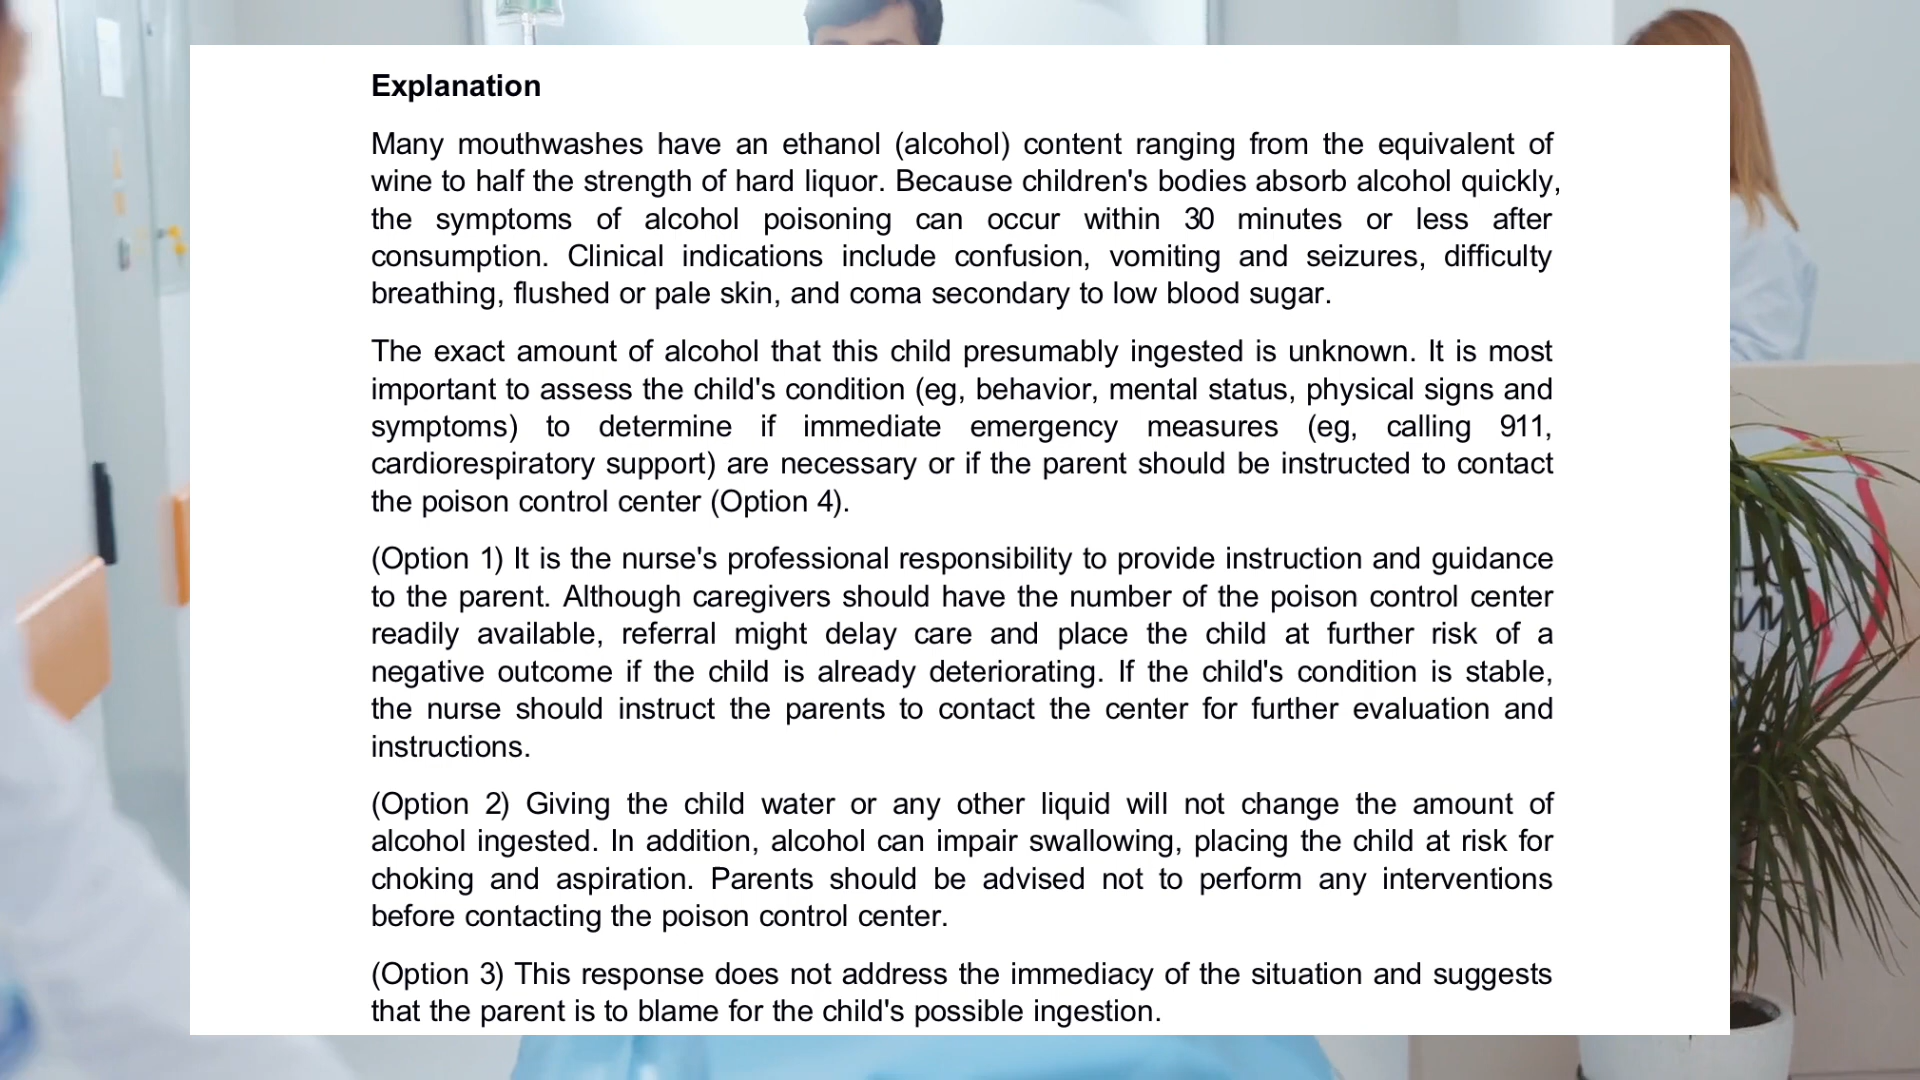 Explanation
Many mouthwashes have an ethanol (alcohol) content ranging from the equivalent of
wine to half the strength of hard liquor. Because children's bodies absorb alcohol quickly,
the symptoms of alcohol poisoning can occur within 30 minutes or less after
consumption. Clinical indications include confusion, vomiting and seizures, difficulty
breathing, flushed or pale skin, and coma secondary to low blood sugar.
The exact amount of alcohol that this child presumably ingested is unknown. It is most
important to assess the child's condition (eg, behavior, mental status, physical signs and
symptoms) to determine if immediate emergency measures (eg, calling 911,
cardiorespiratory support) are necessary or if the parent should be instructed to contact
the poison control center (Option 4).
(Option 1) It is the nurse's professional responsibility to provide instruction and guidance
to the parent. Although caregivers should have the number of the poison control center
readily available, referral might delay care and place the child at further risk of a
negative outcome if the child is already deteriorating. If the child's condition is stable,
the nurse should instruct the parents to contact the center for further evaluation and
instructions.
(Option 2) Giving the child water or any other liquid will not change the amount of
alcohol ingested. In addition, alcohol can impair swallowing, placing the child at risk for
choking and aspiration. Parents should be advised not to perform any interventions
before contacting the poison control center.
(Option 3) This response does not address the immediacy of the situation and suggests
that the parent is to blame for the child's possible ingestion.